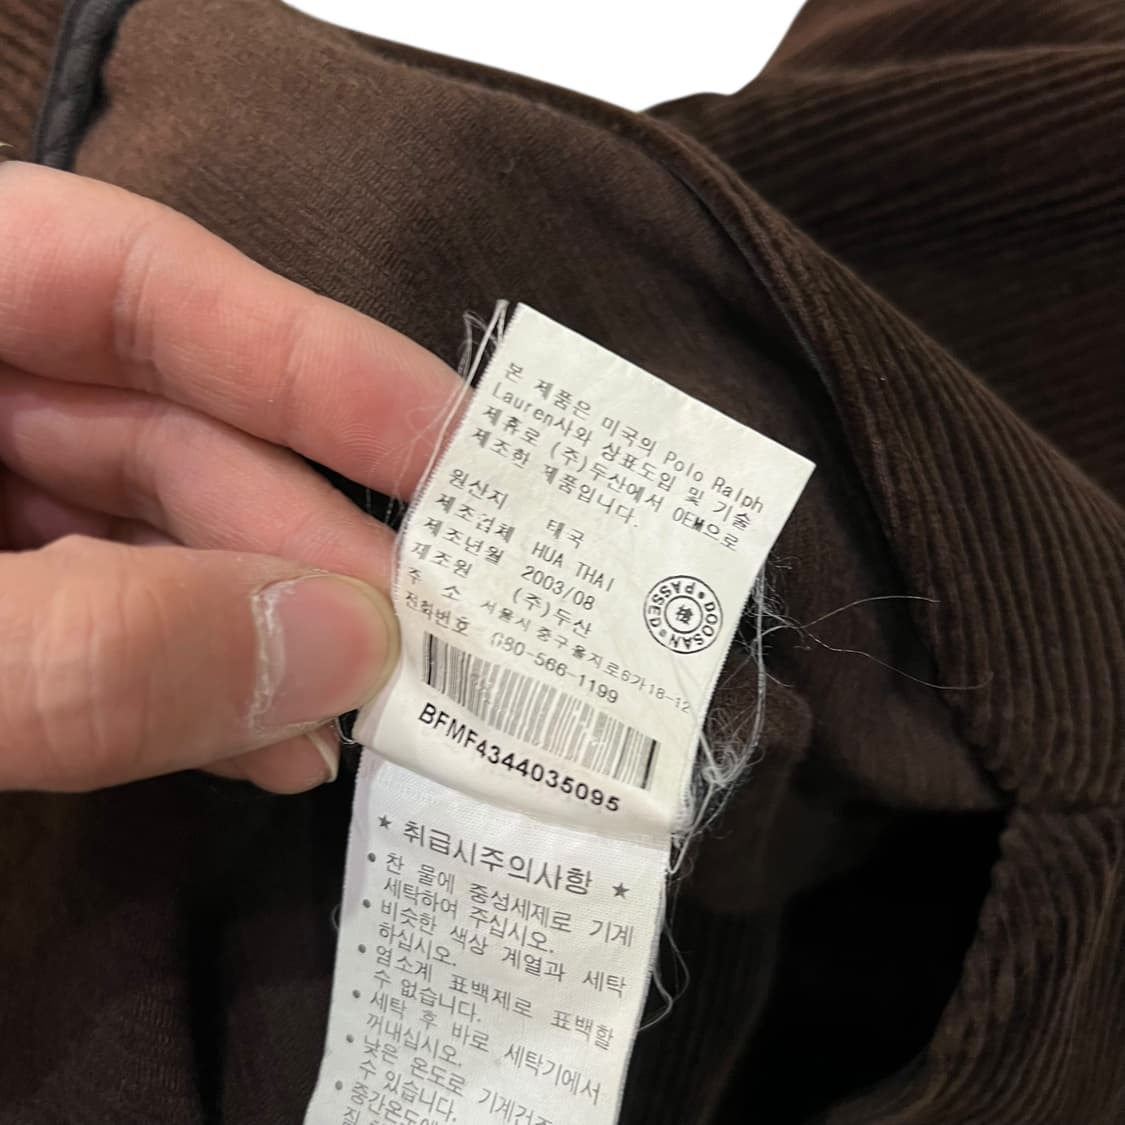 본 제품은 미국의 Polo Ralph
Lauren사와 상표도입 및 기술
제휴로 (주)두산에서 OEM으로
제조한 제품입니다.
원산지 태국
제조업체 HUA THAI
제조년월 2003/08
제조원 (주)두산
주 소 서울시 중구 을지로6가 18-12
전화번호 080-566-1199
DOOSAN PASSED 檢
BFMF4344035095
★ 취급시주의사항 ★
• 찬 물에 중성세제로 기계
세탁하여 주십시오.
• 비슷한 색상 계열과 세탁
하십시오.
• 염소계 표백제로 표백할
수 없습니다.
• 세탁 후 바로 세탁기에서
꺼내십시오.
• 낮은 온도로 기계건조
수 있습니다.
• 중간온도